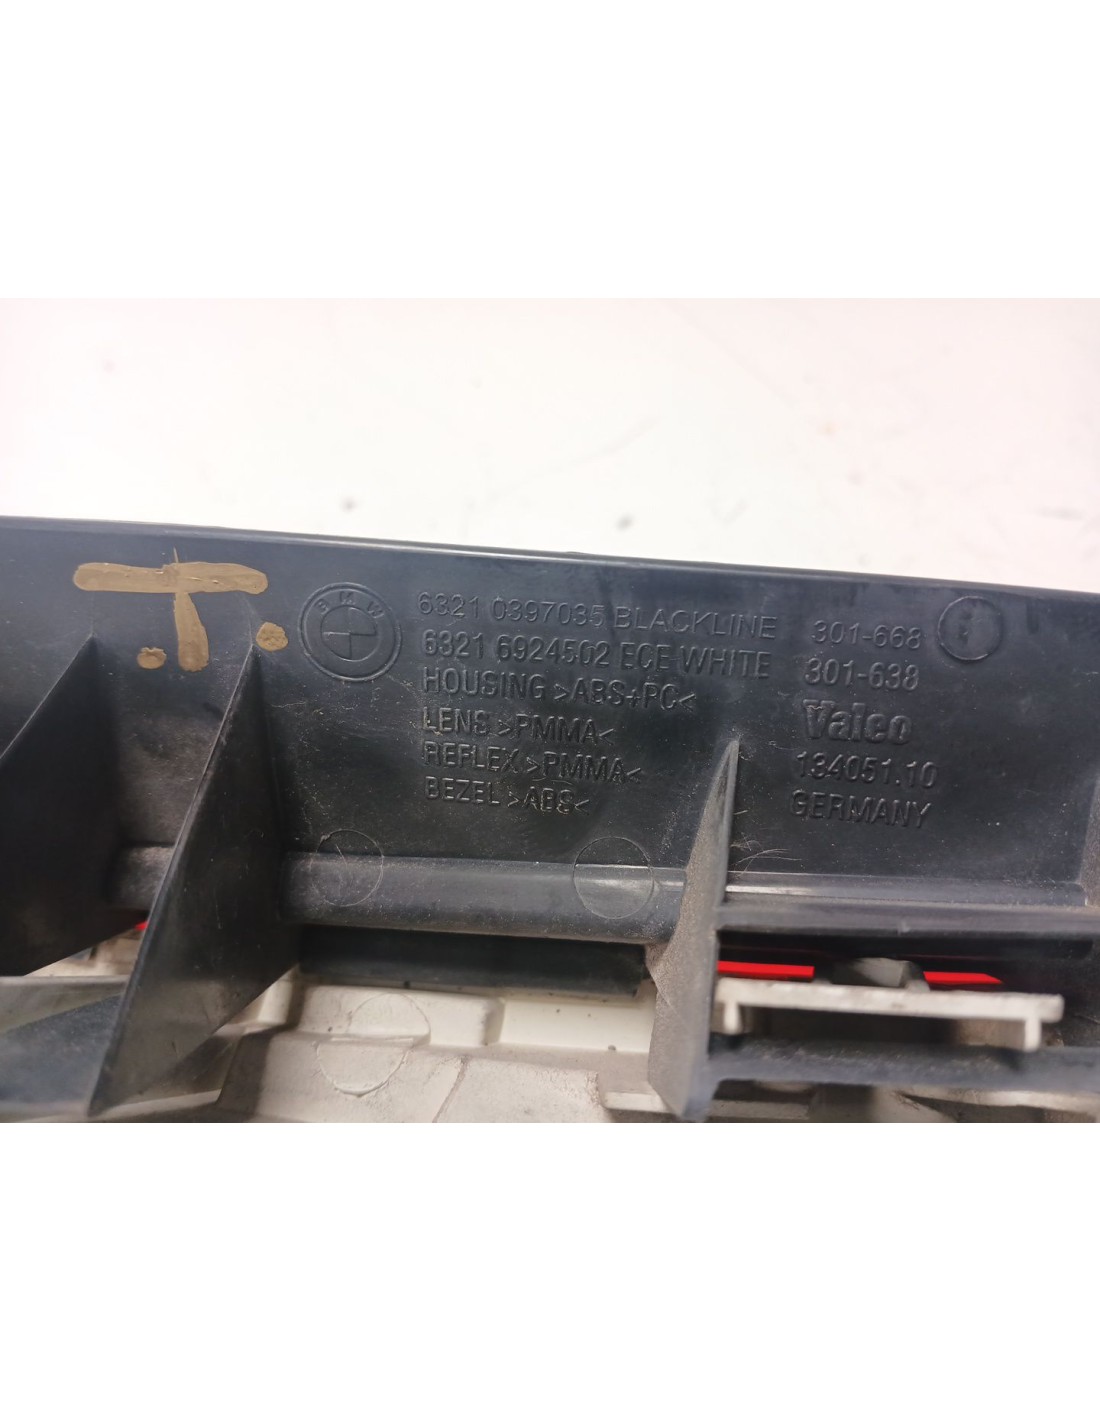 .T.
BMW
6321 0397035 BLACKLINE 301-668
6321 6924502 ECE WHITE 301-638
HOUSING >ABS+PC< Valeo
LENS >PMMA< 134051.10
REFLEX >PMMA< GERMANY
BEZEL >ABS<